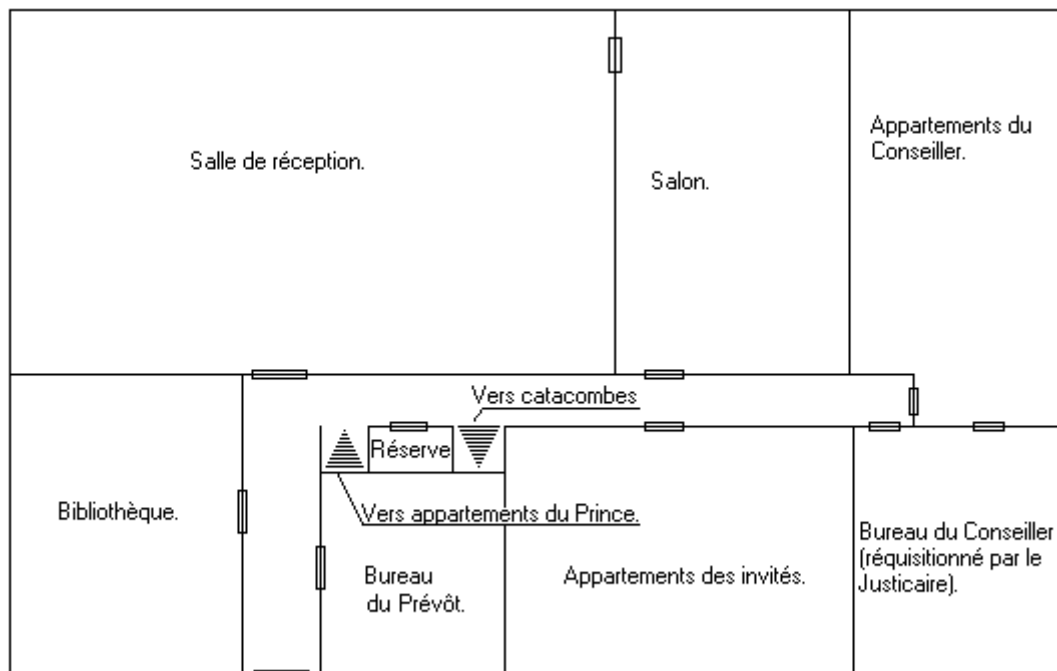 Appartements du
Conseiller.
Salle de réception.
Salon.
Vers catacombes
Réserve
Bibliothèque.
Vers appartements du Prince.
Bureau
du Prévôt.
Appartements des invités.
Bureau du Conseiller
(réquisitionné par le
Justicaire).